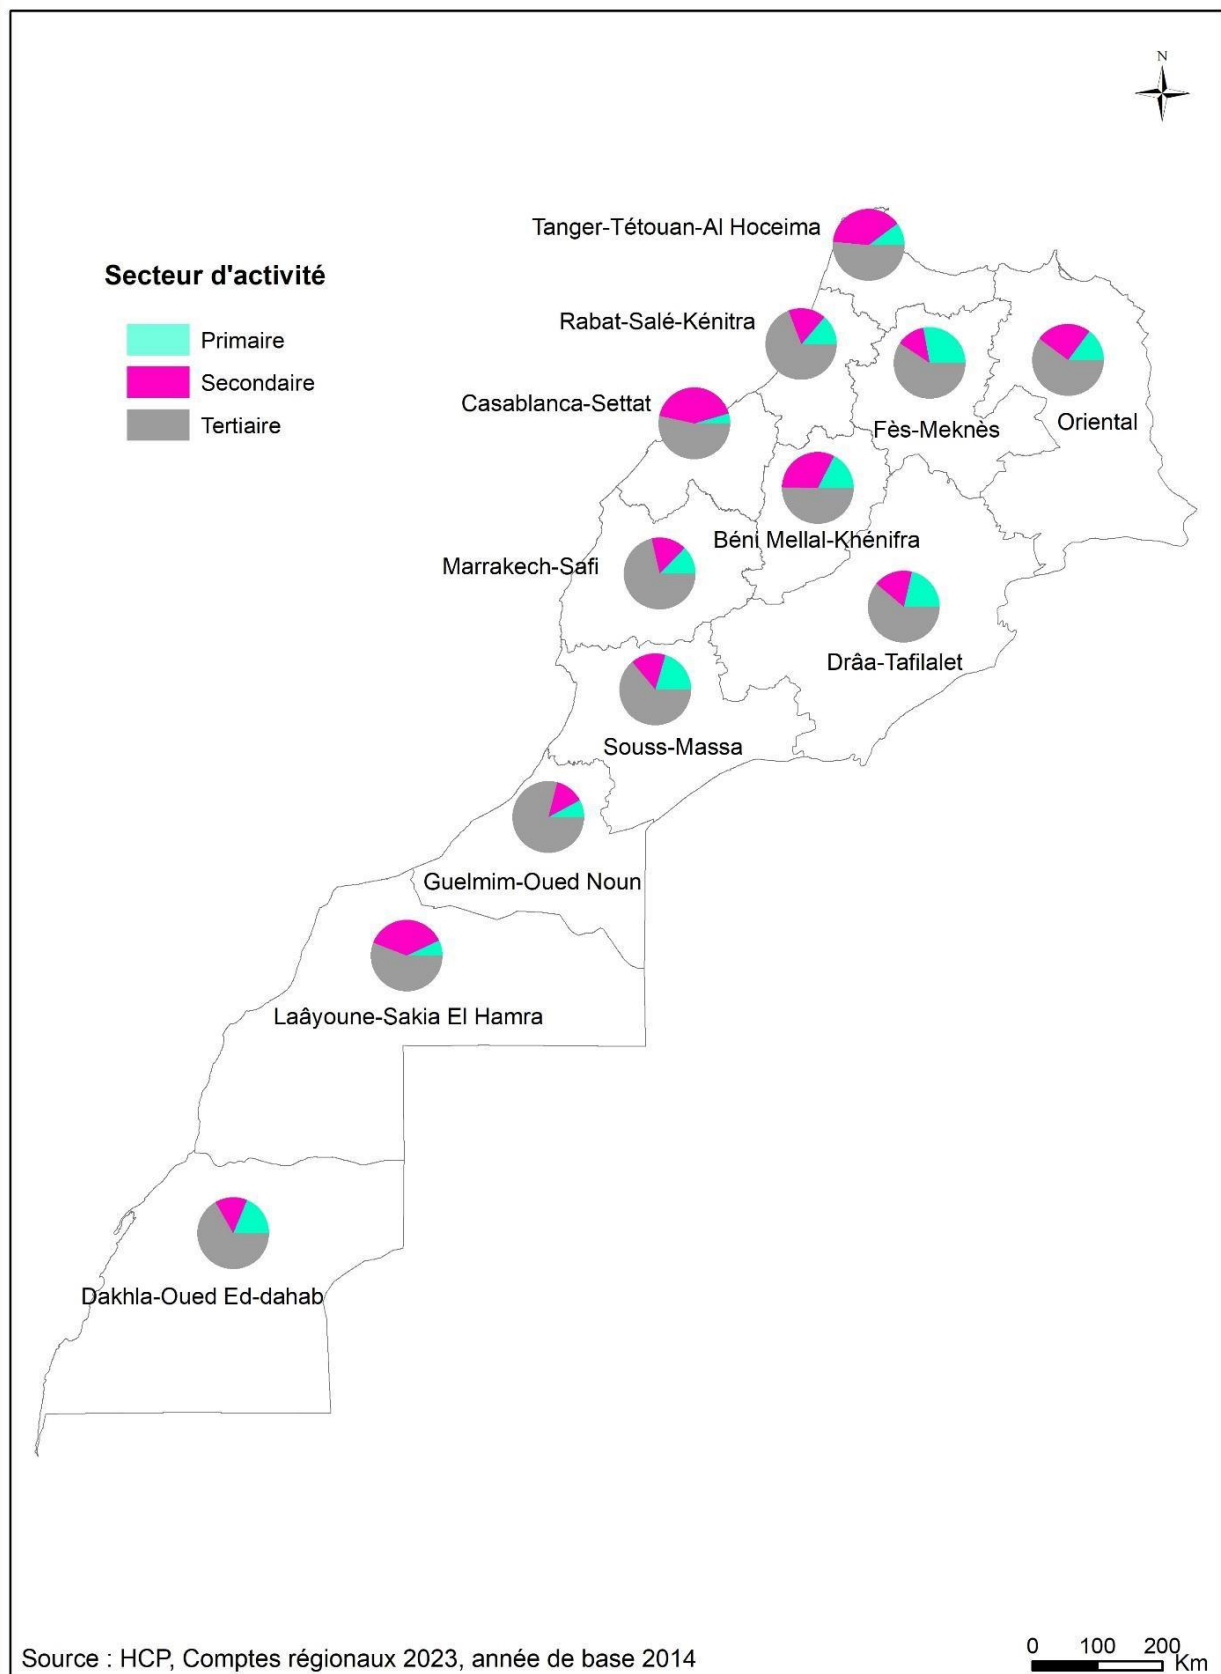 N
Tanger-Tétouan-Al Hoceima
Secteur d'activité
Primaire
Secondaire
Tertiaire
Rabat-Salé-Kénitra
Casablanca-Settat
Fès-Meknès
Oriental
Béni Mellal-Khénifra
Marrakech-Safi
Drâa-Tafilalet
Souss-Massa
Guelmim-Oued Noun
Laâyoune-Sakia El Hamra
Dakhla-Oued Ed-dahab
Source : HCP, Comptes régionaux 2023, année de base 2014
0 100 200
Km